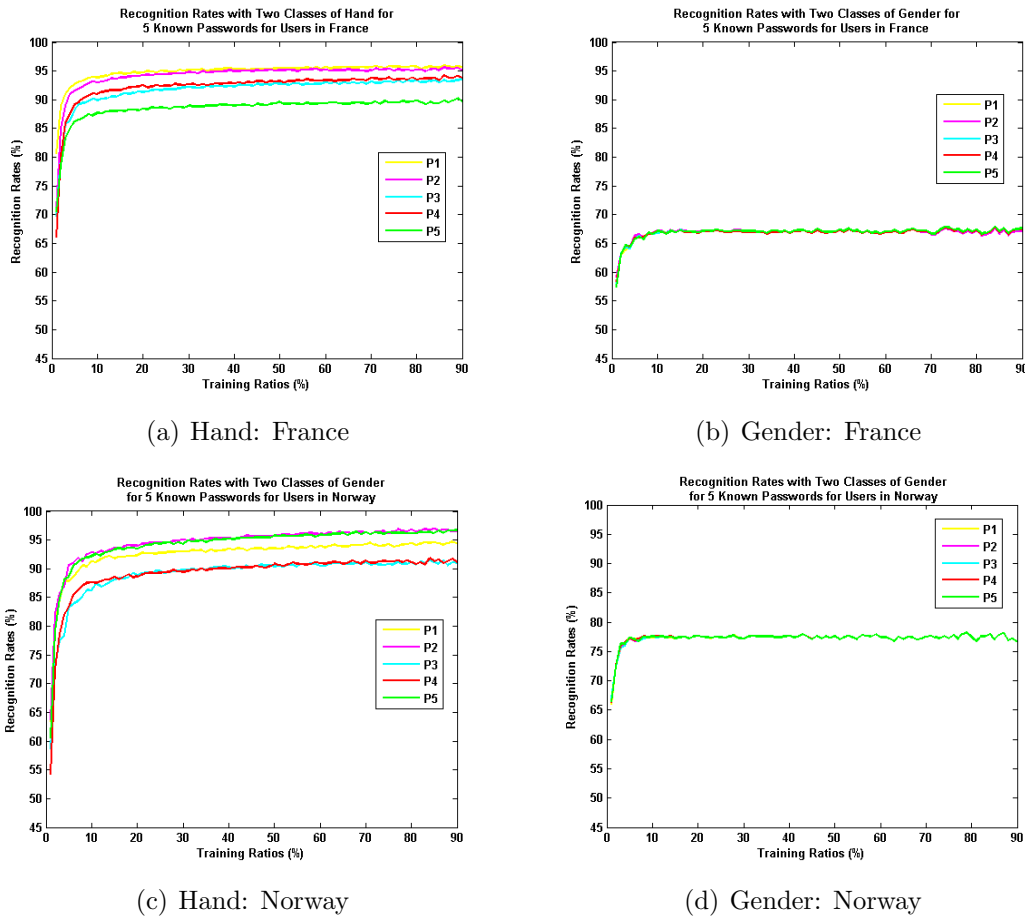 Recognition Rates with Two Classes of Hand for
5 Known Passwords for Users in France
100
95
90
85
80
75
70
65
60
55
50
45
Recognition Rates (%)
P1
P2
P3
P4
P5
0 10 20 30 40 50 60 70 80 90
Training Ratios (%)
(a) Hand: France
Recognition Rates with Two Classes of Gender for
5 Known Passwords for Users in France
100
95
90
85
80
75
70
65
60
55
50
45
Recognition Rates (%)
P1
P2
P3
P4
P5
0 10 20 30 40 50 60 70 80 90
Training Ratios (%)
(b) Gender: France
Recognition Rates with Two Classes of Gender
for 5 Known Passwords for Users in Norway
100
95
90
85
80
75
70
65
60
55
50
45
Recognition Rates (%)
P1
P2
P3
P4
P5
0 10 20 30 40 50 60 70 80 90
Training Ratios (%)
(c) Hand: Norway
Recognition Rates with Two Classes of Gender
for 5 Known Passwords for Users in Norway
100
95
90
85
80
75
70
65
60
55
50
45
Recognition Rates (%)
P1
P2
P3
P4
P5
0 10 20 30 40 50 60 70 80 90
Training Ratios (%)
(d) Gender: Norway